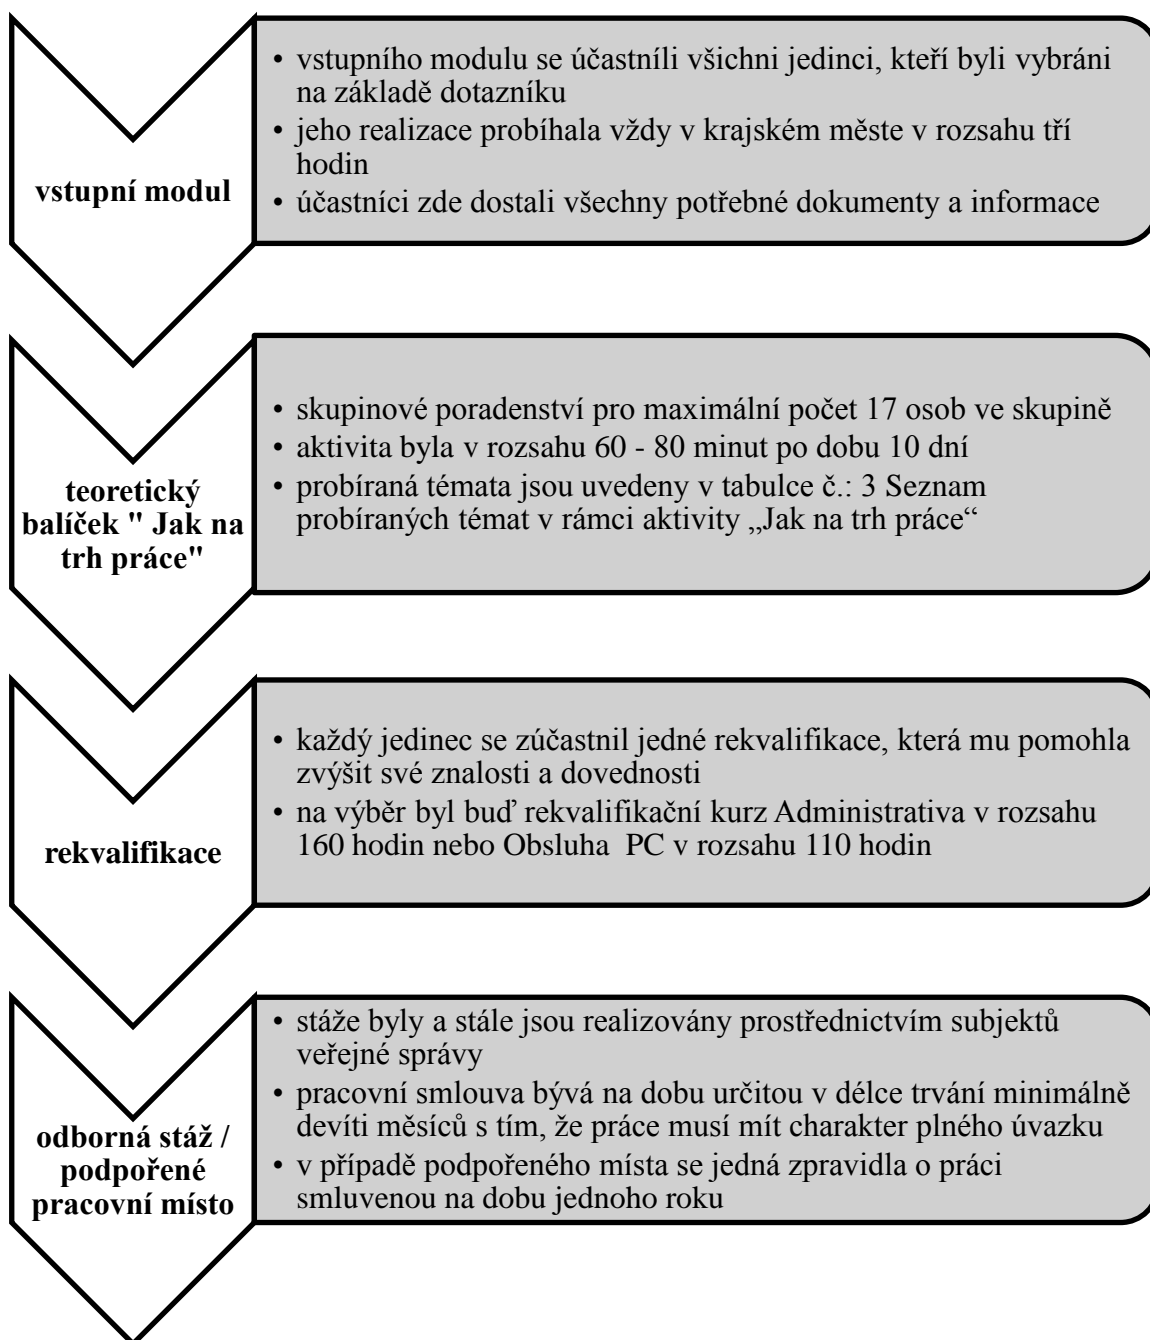 vstupní modul
• vstupního modulu se účastníli všichni jedinci, kteří byli vybráni
na základě dotazníku
• jeho realizace probíhala vždy v krajském měste v rozsahu tří
hodin
• účastníci zde dostali všechny potřebné dokumenty a informace
teoretický
balíček " Jak na
trh práce"
• skupinové poradenství pro maximální počet 17 osob ve skupině
• aktivita byla v rozsahu 60 - 80 minut po dobu 10 dní
• probíraná témata jsou uvedeny v tabulce č.: 3 Seznam
probíraných témat v rámci aktivity „Jak na trh práce“
rekvalifikace
• každý jedinec se zúčastnil jedné rekvalifikace, která mu pomohla
zvýšit své znalosti a dovednosti
• na výběr byl buď rekvalifikační kurz Administrativa v rozsahu
160 hodin nebo Obsluha  PC v rozsahu 110 hodin
odborná stáž /
podpořené
pracovní místo
• stáže byly a stále jsou realizovány prostřednictvím subjektů
veřejné správy
• pracovní smlouva bývá na dobu určitou v délce trvání minimálně
devíti měsíců s tím, že práce musí mít charakter plného úvazku
• v případě podpořeného místa se jedná zpravidla o práci
smluvenou na dobu jednoho roku